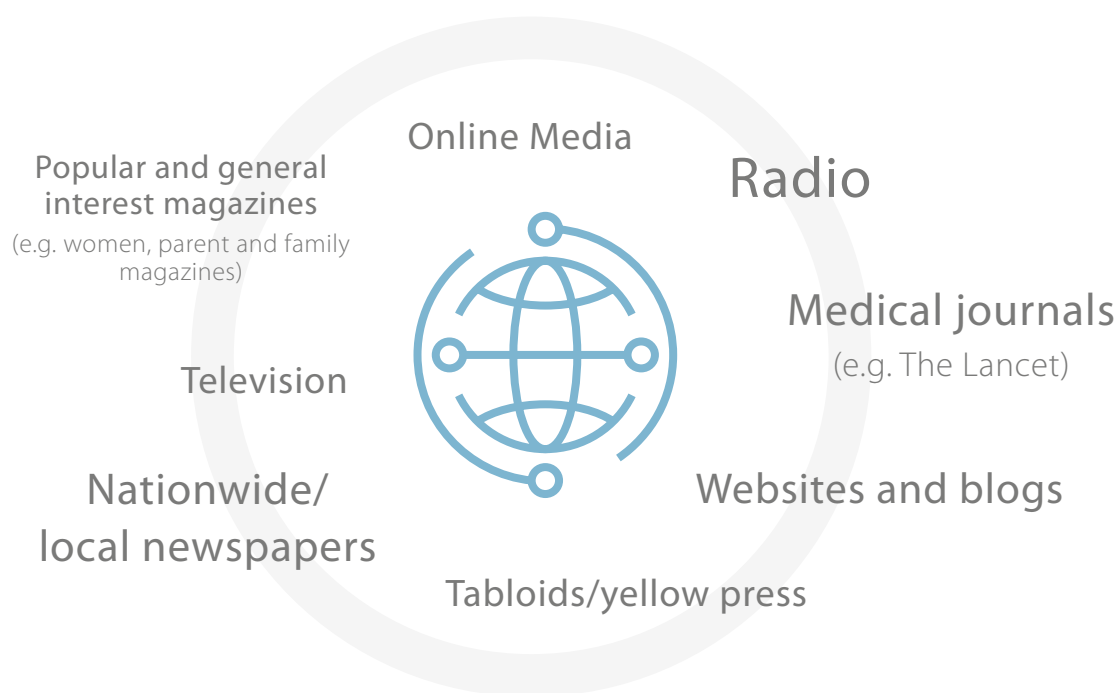 Online Media
Popular and general
interest magazines
(e.g. women, parent and family
magazines)
Radio
Medical journals
(e.g. The Lancet)
Television
Nationwide/
local newspapers
Websites and blogs
Tabloids/yellow press